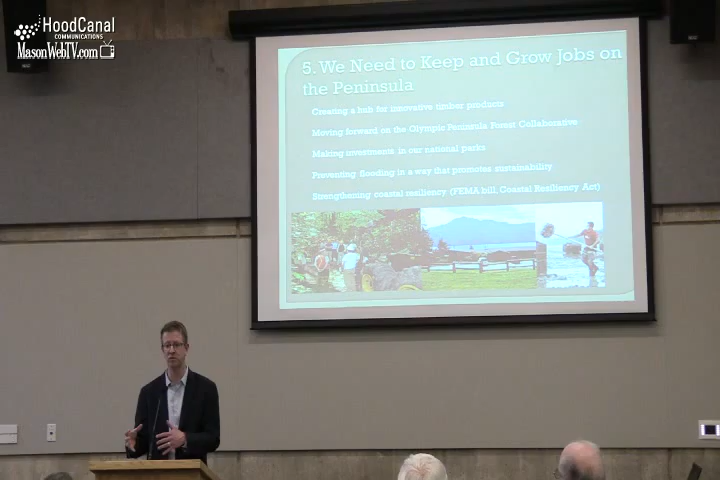 HoodCanal
COMMUNICATIONS
MasonWebTV.com
5. We Need to Keep and Grow Jobs on
the Peninsula
Creating a hub for innovative timber products
Moving forward on the Olympic Peninsula Forest Collaborative
Making investments in our national parks
Preventing flooding in a way that promotes sustainability
Strengthening coastal resiliency (FEMA bill, Coastal Resiliency Act)